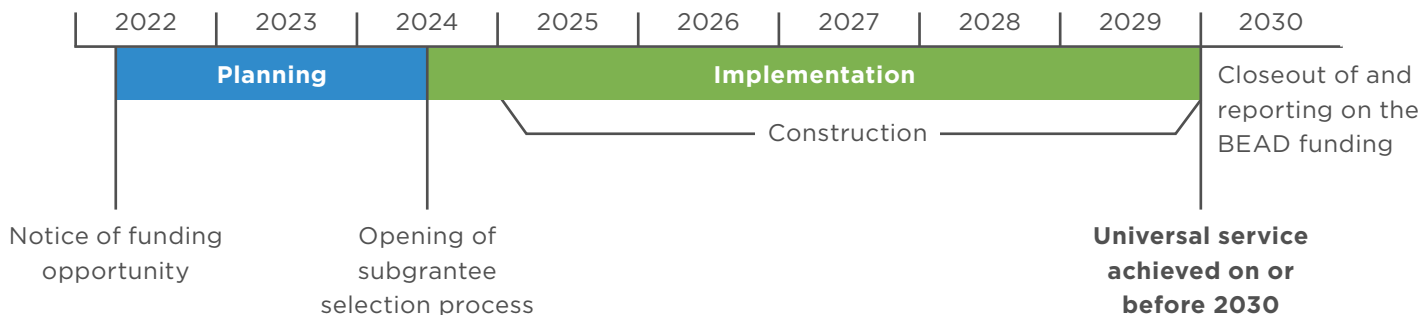 2022 2023 2024 2025 2026 2027 2028 2029 2030
Planning Implementation
Closeout of and
reporting on the
BEAD funding
Construction
Notice of funding
opportunity
Opening of
subgrantee
selection process
Universal service
achieved on or
before 2030